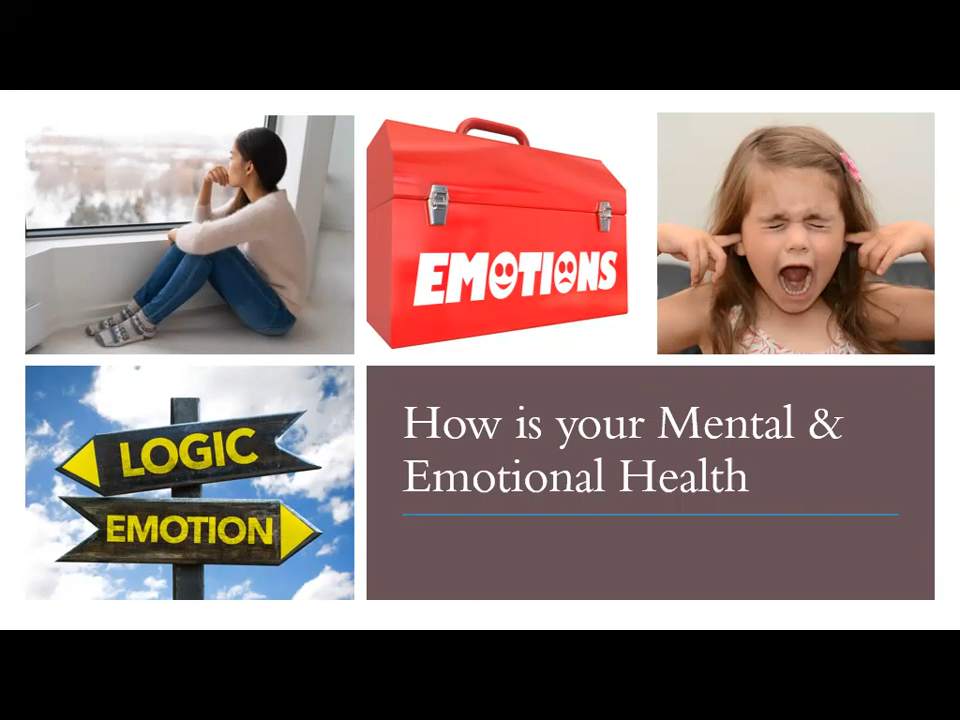 EMOTIONS
LOGIC
EMOTION
How is your Mental &
Emotional Health